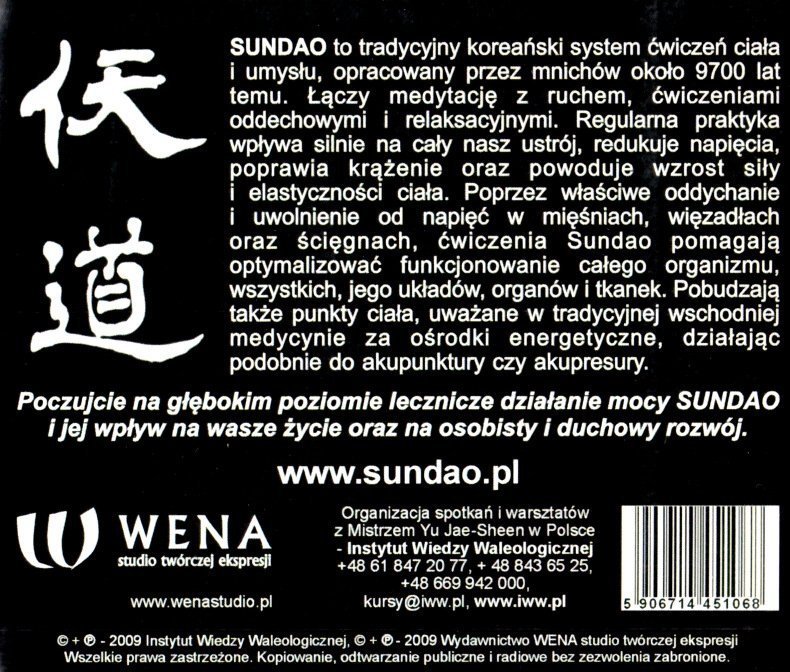 道
SUNDAO to tradycyjny koreański system ćwiczeń ciała
i umysłu, opracowany przez mnichów około 9700 lat
temu. Łączy medytację z ruchem, ćwiczeniami
oddechowymi i relaksacyjnymi. Regularna praktyka
wpływa silnie na cały nasz ustrój, redukuje napięcia,
poprawia krążenie oraz powoduje wzrost siły
i elastyczności ciała. Poprzez właściwe oddychanie
i uwolnienie od napięć w mięśniach, więzadłach
oraz ścięgnach, ćwiczenia Sundao pomagają
optymalizować funkcjonowanie całego organizmu,
wszystkich, jego układów, organów i tkanek. Pobudzają
także punkty ciała, uważane w tradycyjnej wschodniej
medycynie za ośrodki energetyczne, działając
podobnie do akupunktury czy akupresury.
Poczujcie na głębokim poziomie lecznicze działanie mocy SUNDAO
i jej wpływ na wasze życie oraz na osobisty i duchowy rozwój.
www.sundao.pl
WENA
studio twórczej ekspresji
www.wenastudio.pl
Organizacja spotkań i warsztatów
z Mistrzem Yu Jae-Sheen w Polsce
- Instytut Wiedzy Waleologicznej
+48 61 847 20 77, + 48 843 65 25,
+48 669 942 000,
kursy@iww.pl, www.iww.pl
5 906714 451068
© + ℗ - 2009 Instytut Wiedzy Waleologicznej, © + ℗ - 2009 Wydawnictwo WENA studio twórczej ekspresji
Wszelkie prawa zastrzeżone. Kopiowanie, odtwarzanie publiczne i radiowe bez zezwolenia zabronione.